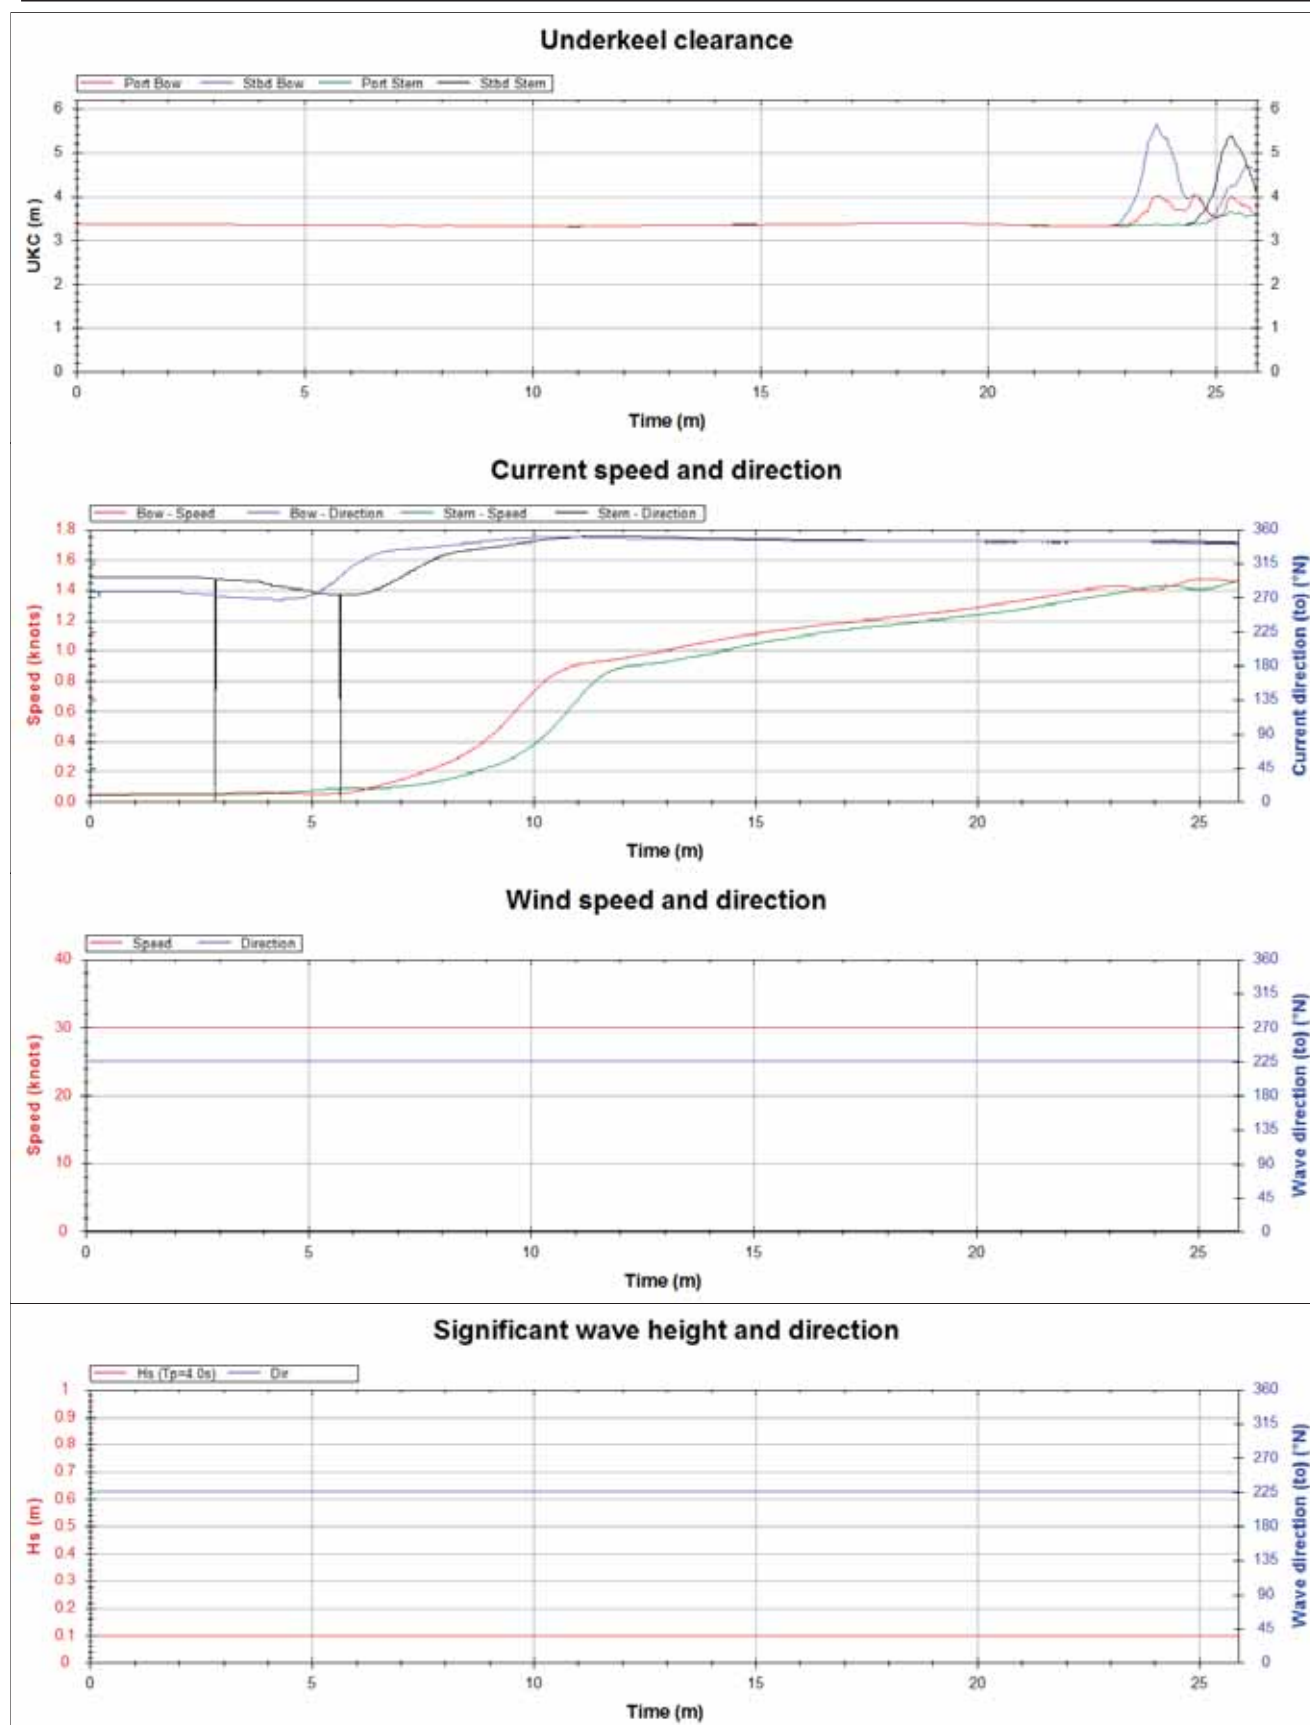 Underkeel clearance
Port Bow Stbd Bow Port Stern Stbd Stern
6 6
5 5
4 4
3 3
2 2
1 1
0 0
UKC (m)
0 5 10 15 20 25
Time (m)
Current speed and direction
Bow - Speed Bow - Direction Stern - Speed Stern - Direction
1.8 360
1.6 315
1.4 270
1.2 225
1.0 180
0.8 135
0.6 90
0.4 45
0.2 0
0.0
Speed (knots)
Current direction (to) (°N)
0 5 10 15 20 25
Time (m)
Wind speed and direction
Speed Direction
40 360
30 315
20 270
10 225
0 180
135
90
45
0
Speed (knots)
Wave direction (to) (°N)
0 5 10 15 20 25
Time (m)
Significant wave height and direction
Hs (Tp=4.0s) Dir
1 360
0.9 315
0.8 270
0.7 225
0.6 180
0.5 135
0.4 90
0.3 45
0.2 0
0.1
0
Hs (m)
Wave direction (to) (°N)
0 5 10 15 20 25
Time (m)